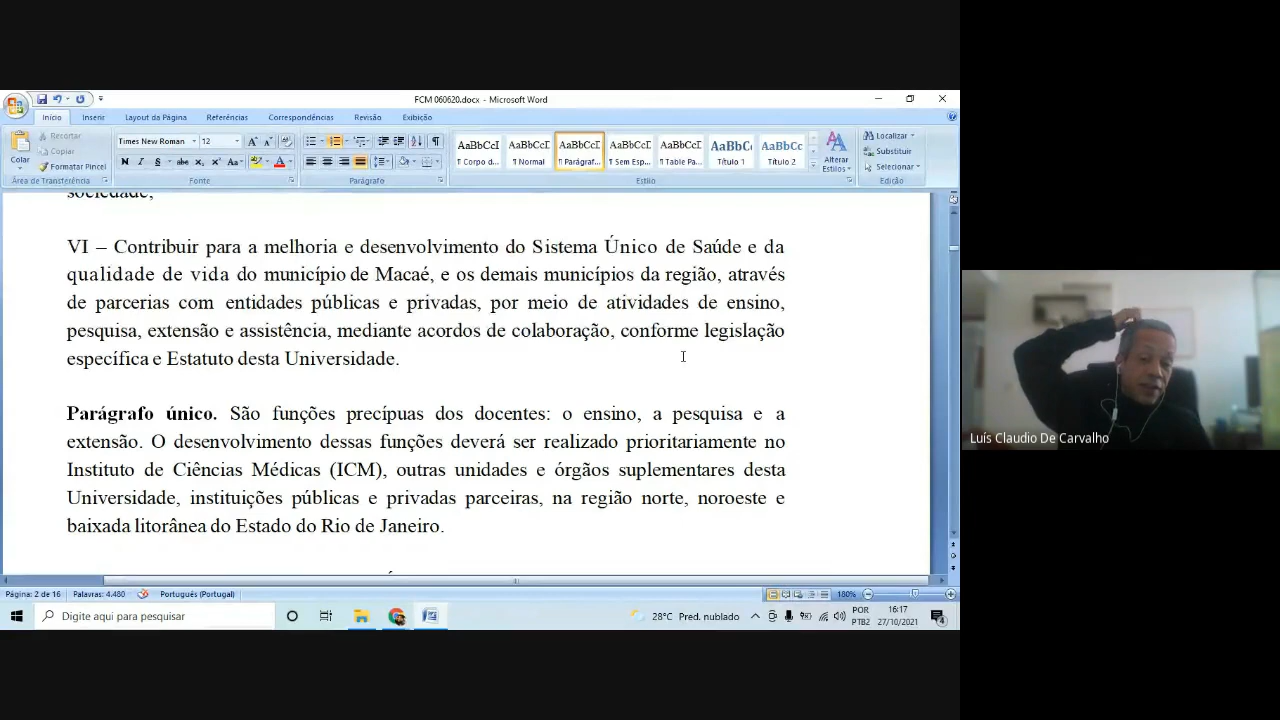 FCM 060620.docx - Microsoft Word
Início Inserir Layout da Página Referências Correspondências Revisão Exibição
Colar
Recortar
Copiar
Formatar Pincel
Área de Transferência
Times New Roman 12
Fonte
Parágrafo
AaBbCcI AaBbCcI AaBbCcI AaBbCcI AaBbCcI AaBbC AaBbCc
¶ Corpo d... ¶ Normal ¶ Parágraf... ¶ Sem Esp... ¶ Table Pa... Título 1 Título 2
Alterar
Estilos
Estilo
Localizar
Substituir
Selecionar
Edição
sociedade;
VI – Contribuir para a melhoria e desenvolvimento do Sistema Único de Saúde e da
qualidade de vida do município de Macaé, e os demais municípios da região, através
de parcerias com entidades públicas e privadas, por meio de atividades de ensino,
pesquisa, extensão e assistência, mediante acordos de colaboração, conforme legislação
específica e Estatuto desta Universidade.
Parágrafo único. São funções precípuas dos docentes: o ensino, a pesquisa e a
extensão. O desenvolvimento dessas funções deverá ser realizado prioritariamente no
Instituto de Ciências Médicas (ICM), outras unidades e órgãos suplementares desta
Universidade, instituições públicas e privadas parceiras, na região norte, noroeste e
baixada litorânea do Estado do Rio de Janeiro.
Página: 2 de 16 Palavras: 4.480 Português (Portugal) 180%
Digite aqui para pesquisar
28°C Pred. nublado
POR
PTB2
16:17
27/10/2021
4
Luís Claudio De Carvalho